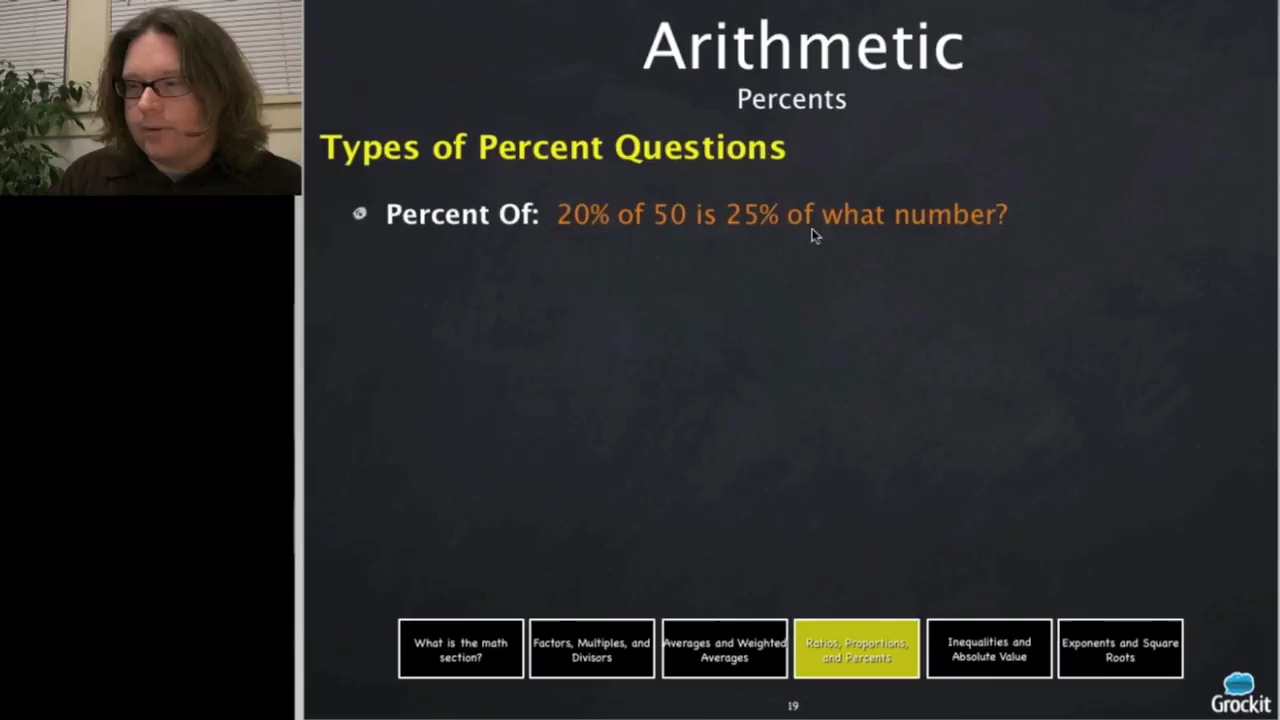 Arithmetic
Percents
Types of Percent Questions
Percent Of: 20% of 50 is 25% of what number?
What is the math
section?
Factors, Multiples, and
Divisors
Averages and Weighted
Averages
Ratios, Proportions,
and Percents
Inequalities and
Absolute Value
Exponents and Square
Roots
19
Grockit